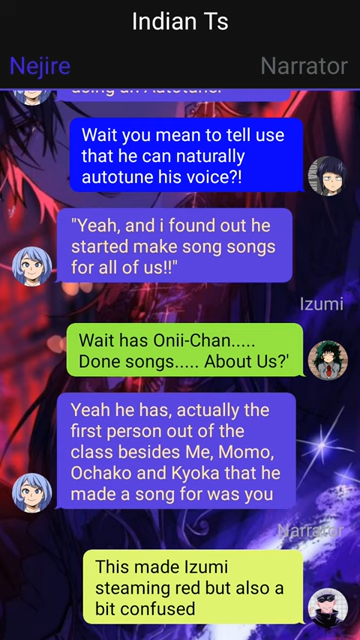 Indian Ts
Nejire
Narrator
using an Autotune.
Wait you mean to tell use
that he can naturally
autotune his voice?!
"Yeah, and i found out he
started make song songs
for all of us!!"
Izumi
Wait has Onii-Chan.....
Done songs..... About Us?'
Yeah he has, actually the
first person out of the
class besides Me, Momo,
Ochako and Kyoka that he
made a song for was you
Narrator
This made Izumi
steaming red but also a
bit confused